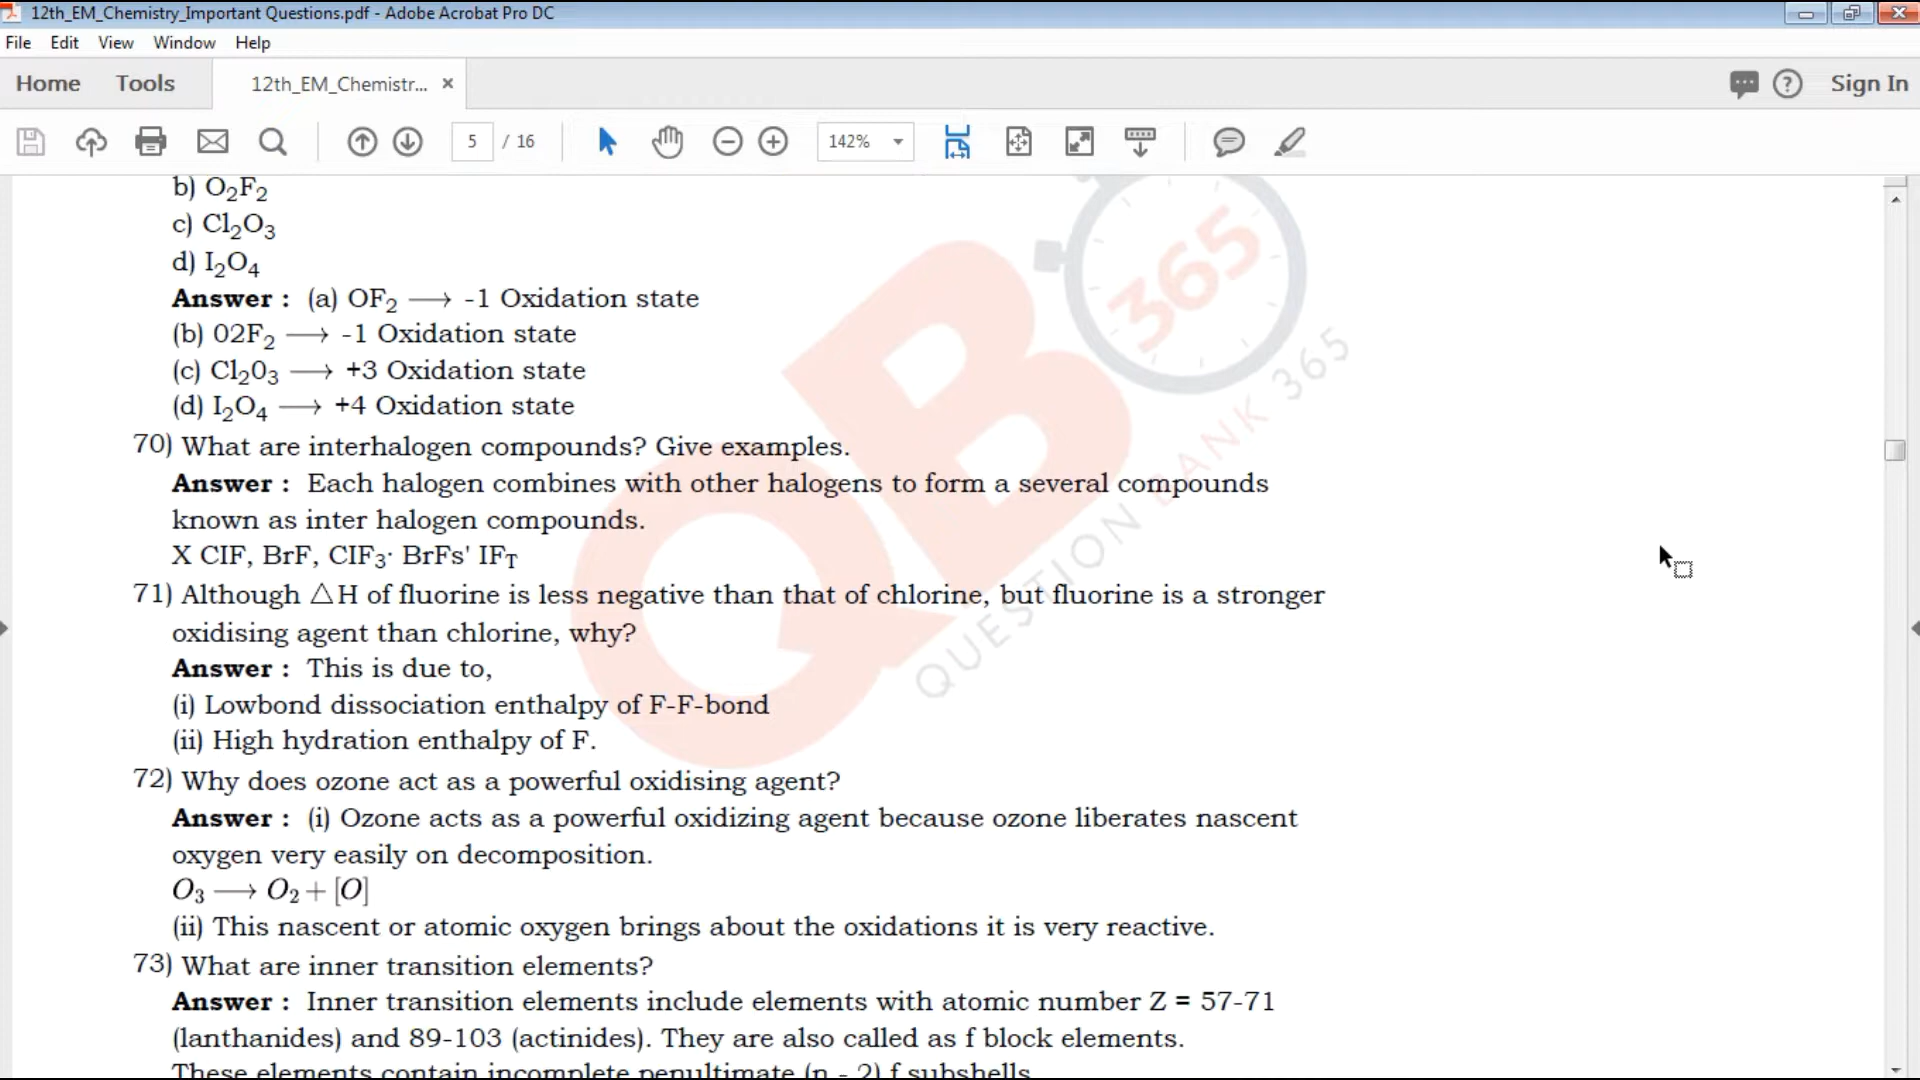 12th_EM_Chemistry_Important Questions.pdf - Adobe Acrobat Pro DC
File Edit View Window Help
Home Tools 12th_EM_Chemistr... × Sign In
5 / 16 142%
b) O₂F₂
c) Cl₂O₃
d) I₂O₄
Answer : (a) OF₂ ⟶ -1 Oxidation state
(b) 02F₂ ⟶ -1 Oxidation state
(c) Cl₂0₃ ⟶ +3 Oxidation state
(d) I₂O₄ ⟶ +4 Oxidation state
70) What are interhalogen compounds? Give examples.
Answer : Each halogen combines with other halogens to form a several compounds
known as inter halogen compounds.
X CIF, BrF, CIF₃· BrFs' IF_T
71) Although △H of fluorine is less negative than that of chlorine, but fluorine is a stronger
oxidising agent than chlorine, why?
Answer : This is due to,
(i) Lowbond dissociation enthalpy of F-F-bond
(ii) High hydration enthalpy of F.
72) Why does ozone act as a powerful oxidising agent?
Answer : (i) Ozone acts as a powerful oxidizing agent because ozone liberates nascent
oxygen very easily on decomposition.
O₃ ⟶ O₂ + [O]
(ii) This nascent or atomic oxygen brings about the oxidations it is very reactive.
73) What are inner transition elements?
Answer : Inner transition elements include elements with atomic number Z = 57-71
(lanthanides) and 89-103 (actinides). They are also called as f block elements.
These elements contain incomplete penultimate (n - 2) f subshells
QB
365
QUESTION BANK 365